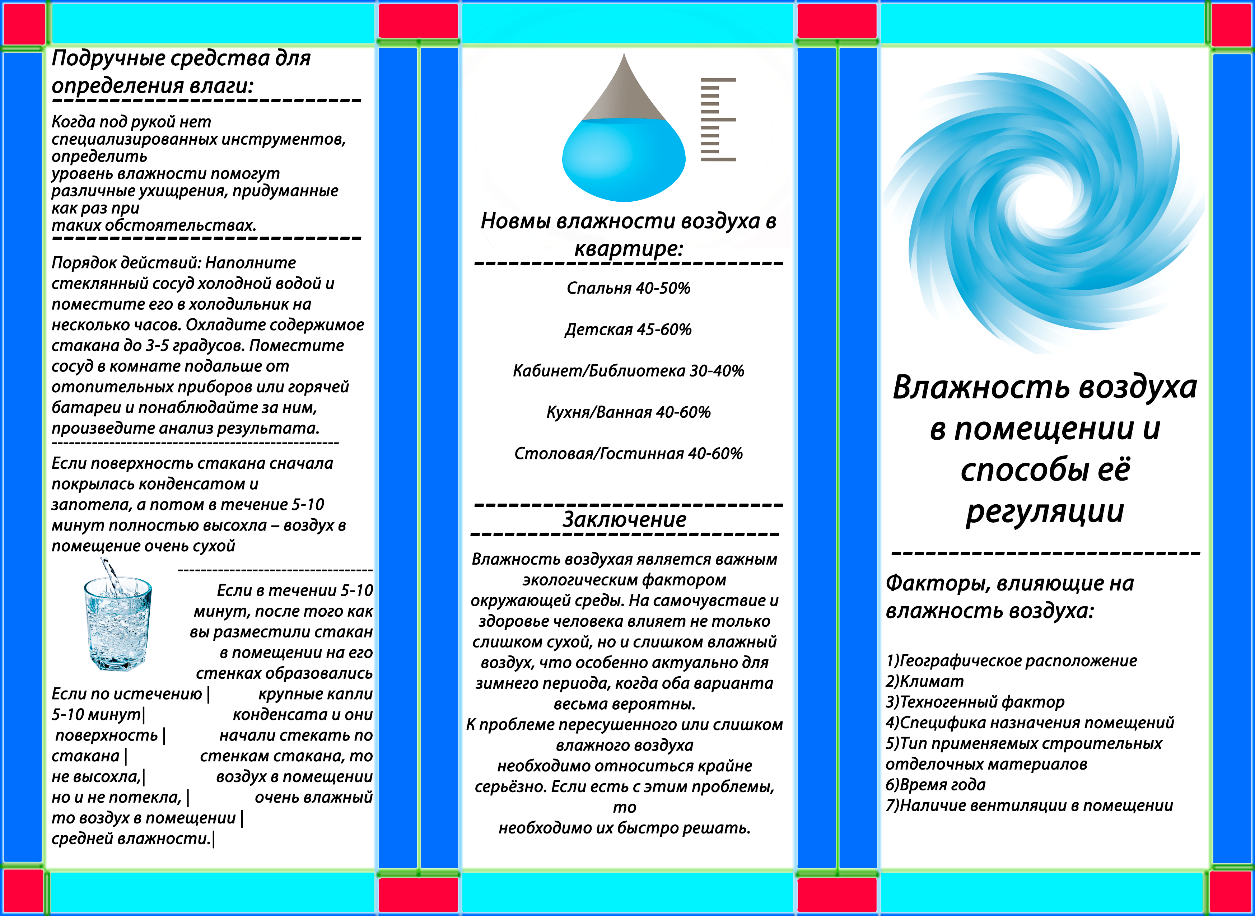 Подручные средства для
определения влаги:
Когда под рукой нет
специализированных инструментов,
определить
уровень влажности помогут
различные ухищрения, придуманные
как раз при
таких обстоятельствах.
Порядок действий: Наполните
стеклянный сосуд холодной водой и
поместите его в холодильник на
несколько часов. Охладите содержимое
стакана до 3-5 градусов. Поместите
сосуд в комнате подальше от
отопительных приборов или горячей
батареи и понаблюдайте за ним,
произведите анализ результата.
Если поверхность стакана сначала
покрылась конденсатом и
запотела, а потом в течение 5-10
минут полностью высохла – воздух в
помещение очень сухой
Если в течении 5-10
минут, после того как
вы разместили стакан
в помещении на его
стенках образовались
крупные капли
конденсата и они
начали стекать по
стенкам стакана, то
воздух в помещении
очень влажный
Если по истечению |
5-10 минут|
поверхность |
стакана |
не высохла,|
но и не потекла, |
то воздух в помещении |
средней влажности.|
Новмы влажности воздуха в
квартире:
Спальня 40-50%
Детская 45-60%
Кабинет/Библиотека 30-40%
Кухня/Ванная 40-60%
Столовая/Гостинная 40-60%
Заключение
Влажность воздухая является важным
экологическим фактором
окружающей среды. На самочувствие и
здоровье человека влияет не только
слишком сухой, но и слишком влажный
воздух, что особенно актуально для
зимнего периода, когда оба варианта
весьма вероятны.
К проблеме пересушенного или слишком
влажного воздуха
необходимо относиться крайне
серьёзно. Если есть с этим проблемы,
то
необходимо их быстро решать.
Влажность воздуха
в помещении и
способы её
регуляции
Факторы, влияющие на
влажность воздуха:
1)Географическое расположение
2)Климат
3)Техногенный фактор
4)Специфика назначения помещений
5)Тип применяемых строительных
отделочных материалов
6)Время года
7)Наличие вентиляции в помещении